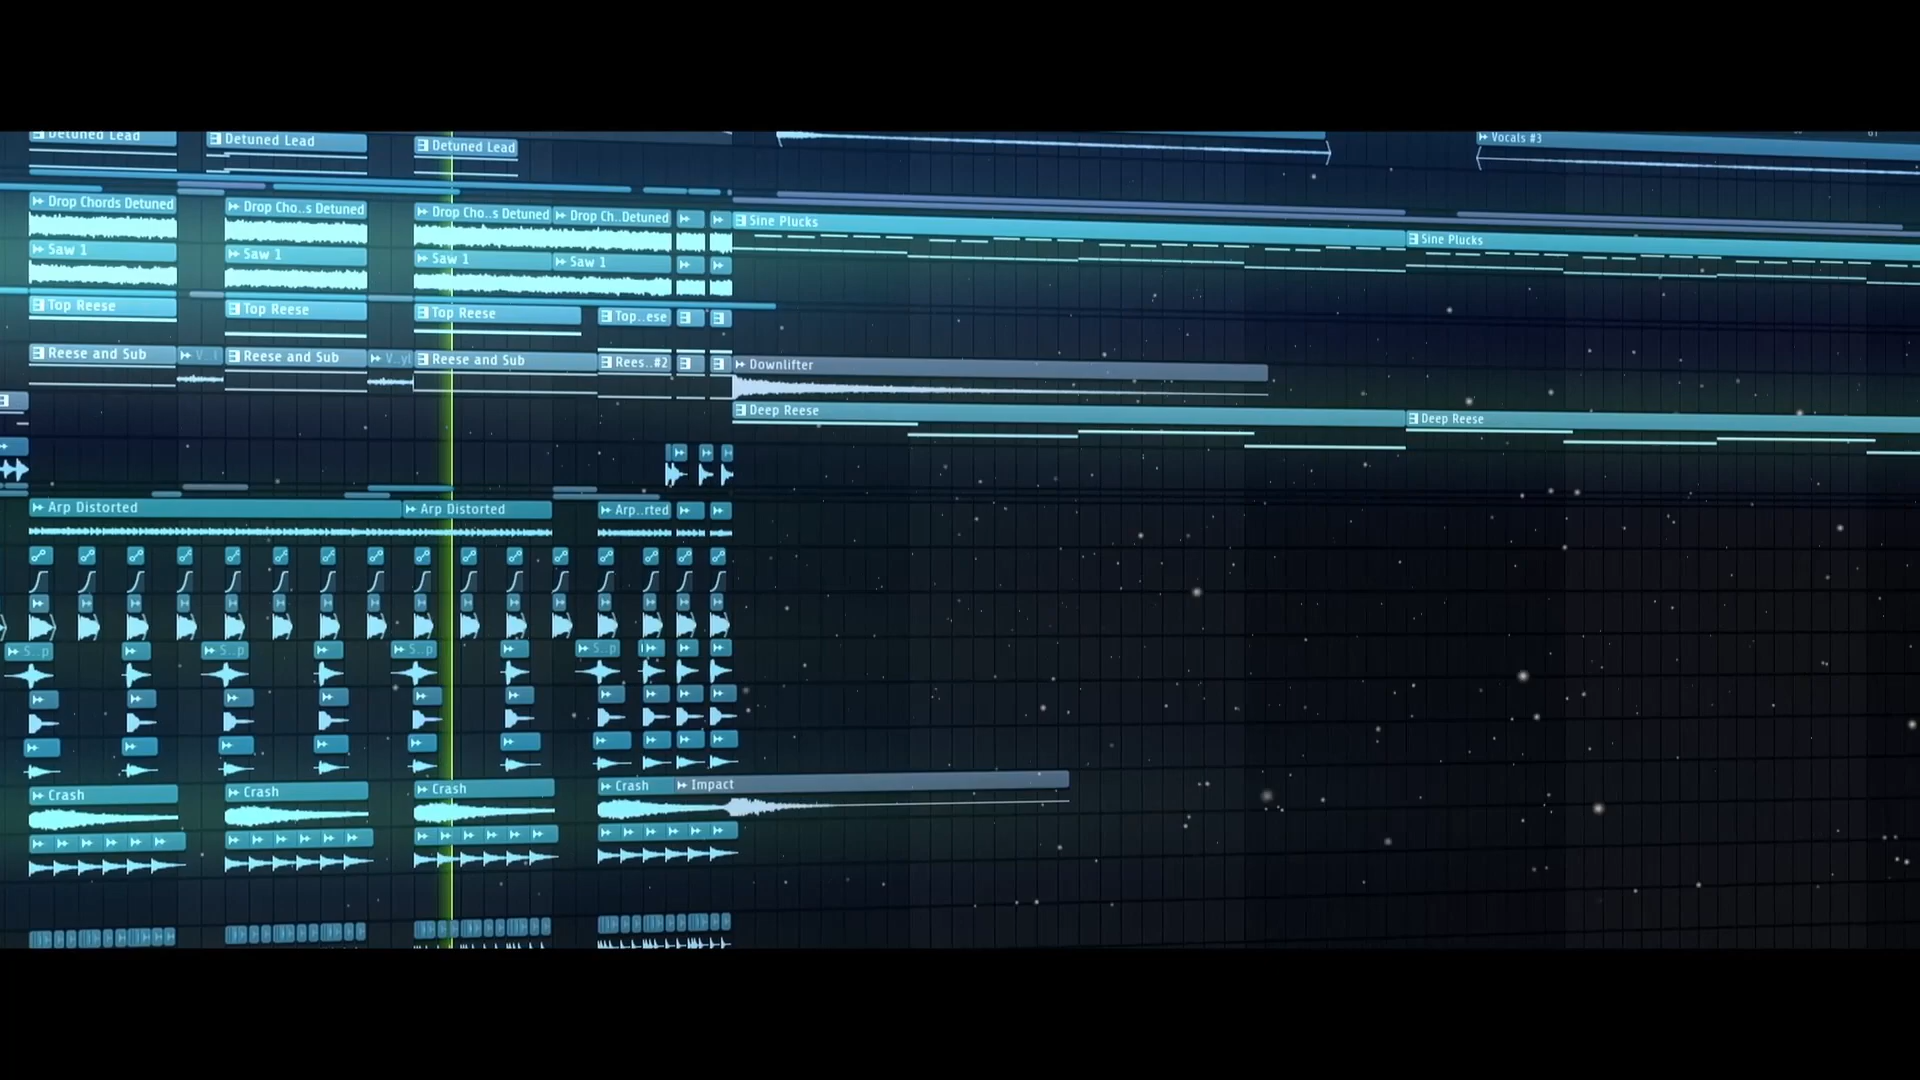 Detuned Lead
Detuned Lead
Detuned Lead
Vocals #3
Drop Chords Detuned
Drop Cho..s Detuned
Drop Cho..s Detuned
Drop Ch..Detuned
Sine Plucks
Sine Plucks
Saw 1
Saw 1
Saw 1
Saw 1
Top Reese
Top Reese
Top Reese
Top..ese
Reese and Sub
Reese and Sub
V..yl
Reese and Sub
Rees..#2
Downlifter
Deep Reese
Deep Reese
Arp Distorted
Arp Distorted
Arp..rted
S..p
S..p
S..p
S..p
Crash
Crash
Crash
Crash
Impact